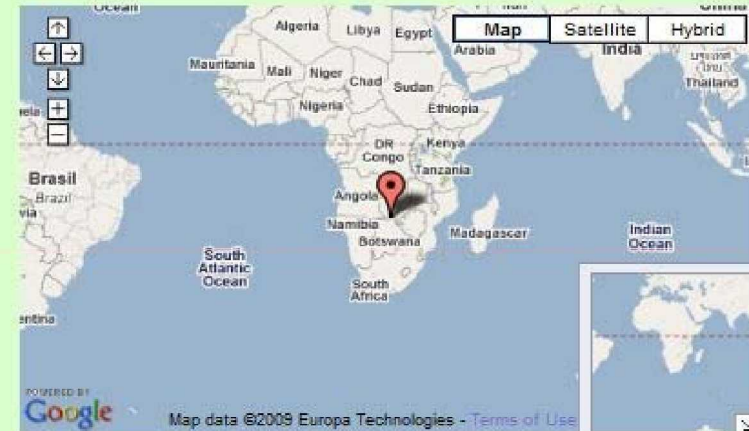 Ocean
Algeria
Libya
Egypt
Map
Satellite
Hybrid
Arabia
India
Mauritania
Mali
Niger
Chad
Sudan
Thailand
Nigeria
Ethiopia
DR
Congo
Kenya
Tanzania
Brasil
Brazil
via
Angola
Namibia
Botswana
Madagascar
Indian
Ocean
South
Atlantic
Ocean
South
Africa
entina
POWERED BY
Google
Map data ©2009 Europa Technologies - Terms of Use